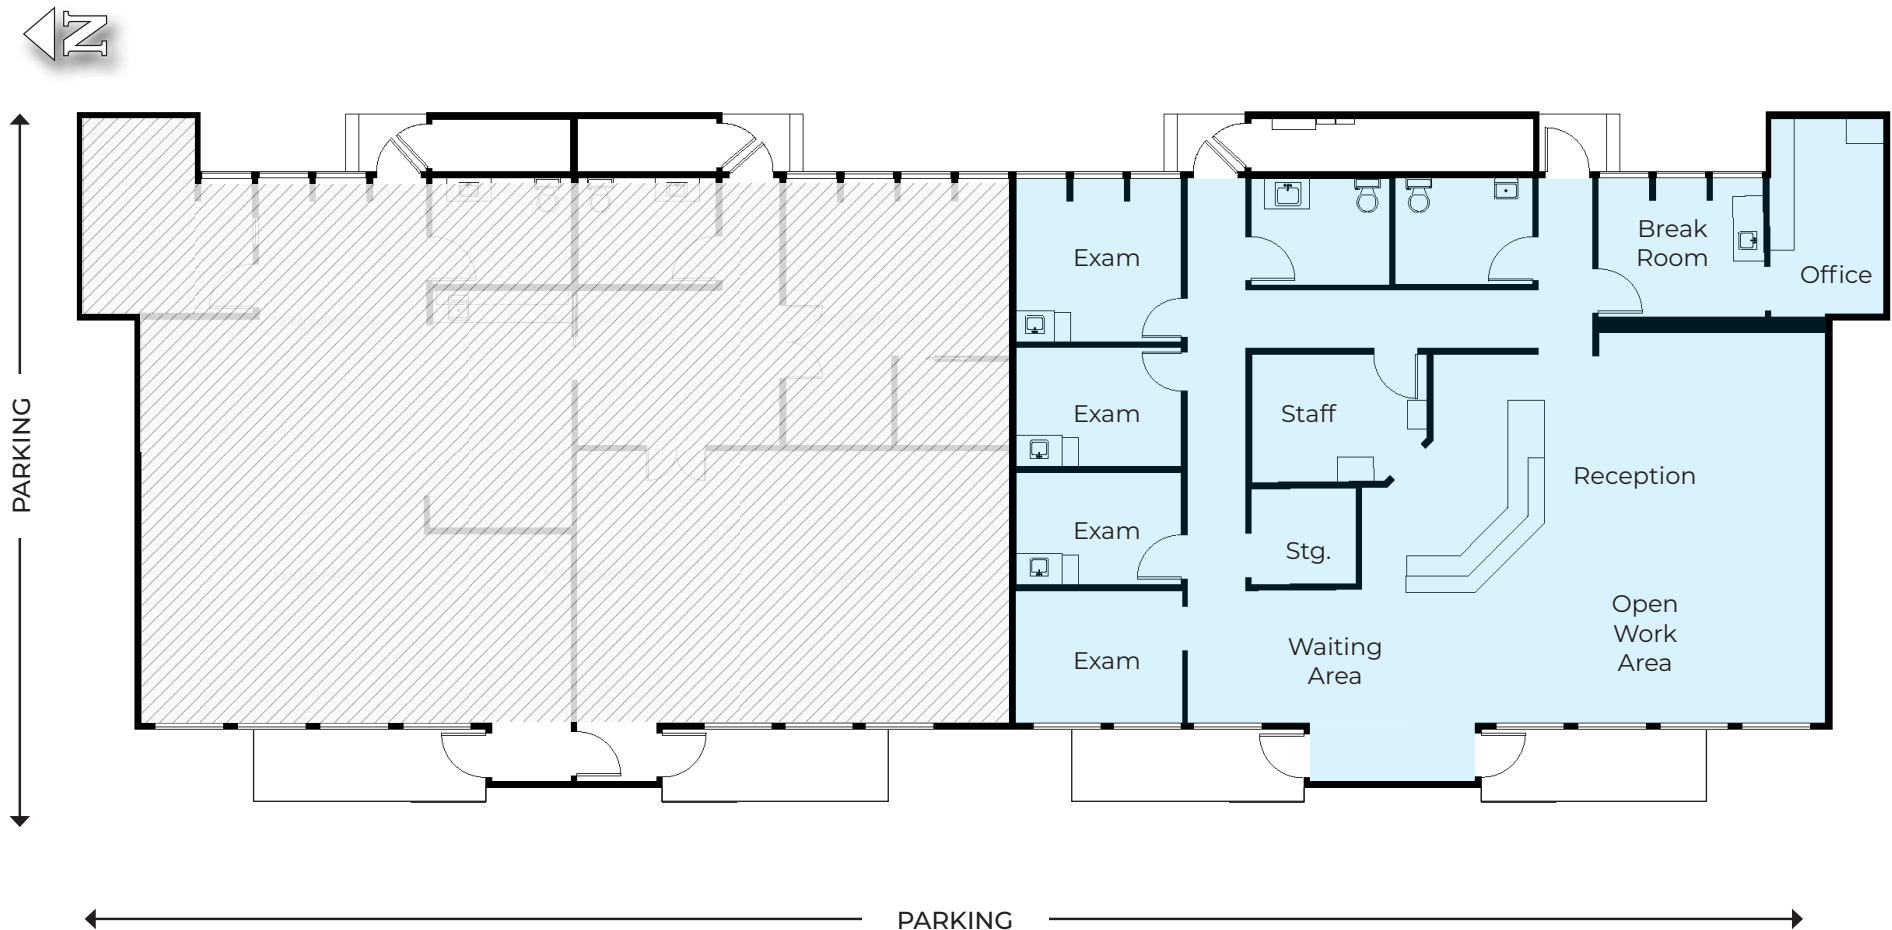 N
Exam
Break
Room
Office
Exam
Staff
PARKING
Reception
Exam
Stg.
Open
Work
Area
Exam
Waiting
Area
PARKING